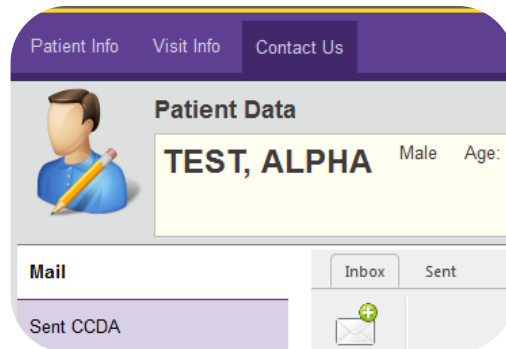 Patient Info Visit Info Contact Us
Patient Data
TEST, ALPHA Male Age:
Mail
Inbox Sent
Sent CCDA